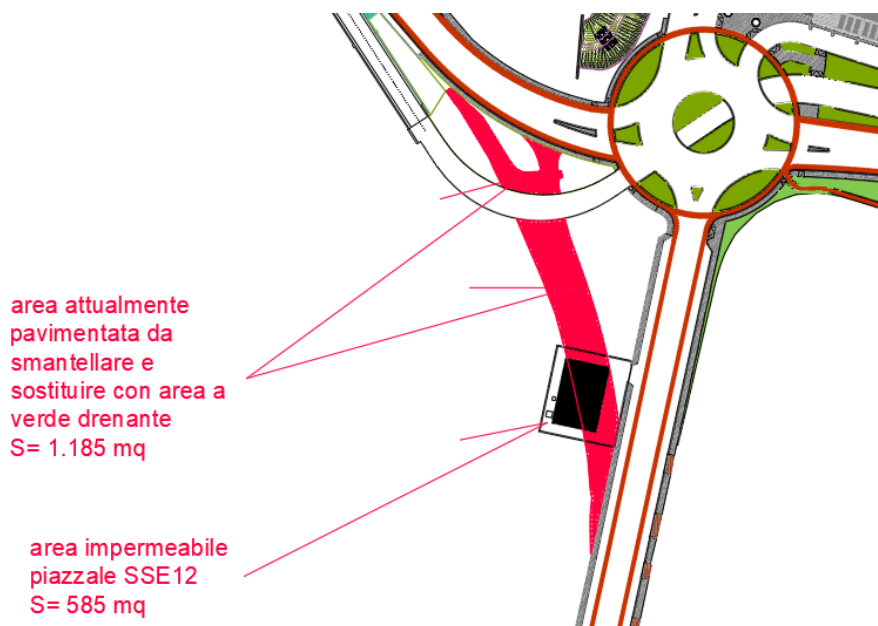 area attualmente
pavimentata da
smantellare e
sostituire con area a
verde drenante
S= 1.185 mq
area impermeabile
piazzale SSE12
S= 585 mq